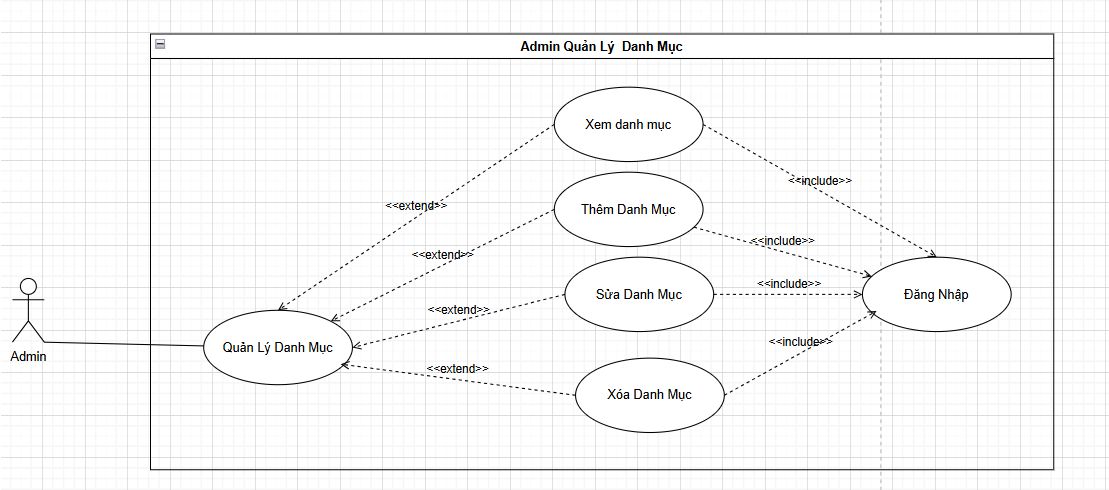 Admin Quản Lý Danh Mục
Xem danh mục
<<include>>
<<extend>>
Thêm Danh Mục
<<include>>
<<extend>>
<<include>>
Sửa Danh Mục
Đăng Nhập
<<extend>>
<<include>>
Quản Lý Danh Mục
Admin
<<extend>>
Xóa Danh Mục